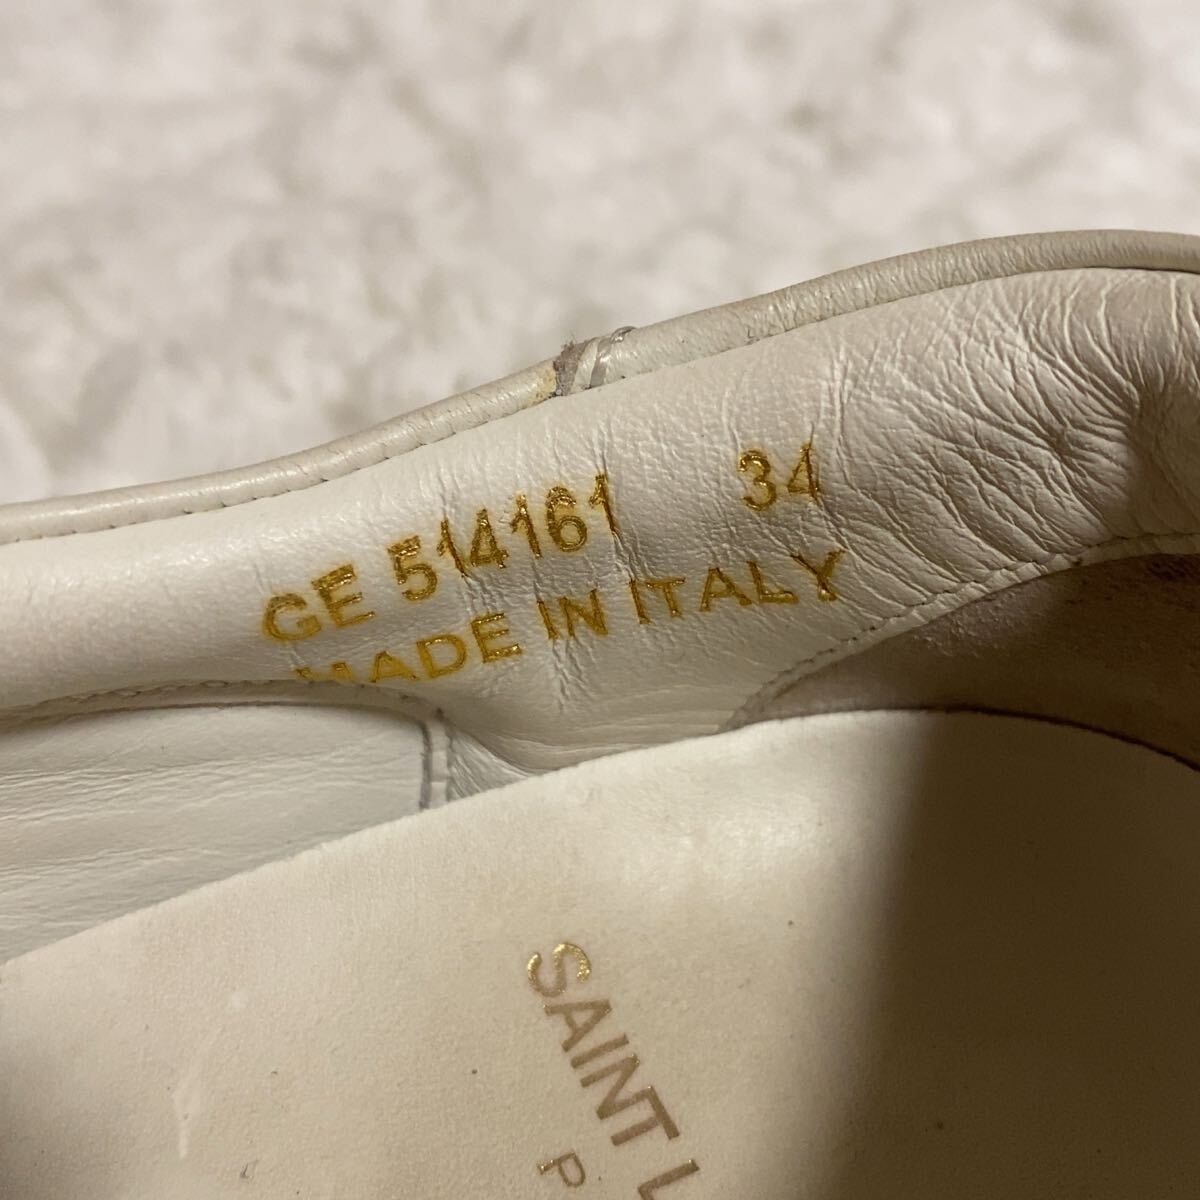 GE 514161 34
MADE IN ITALY
SAINT L
P